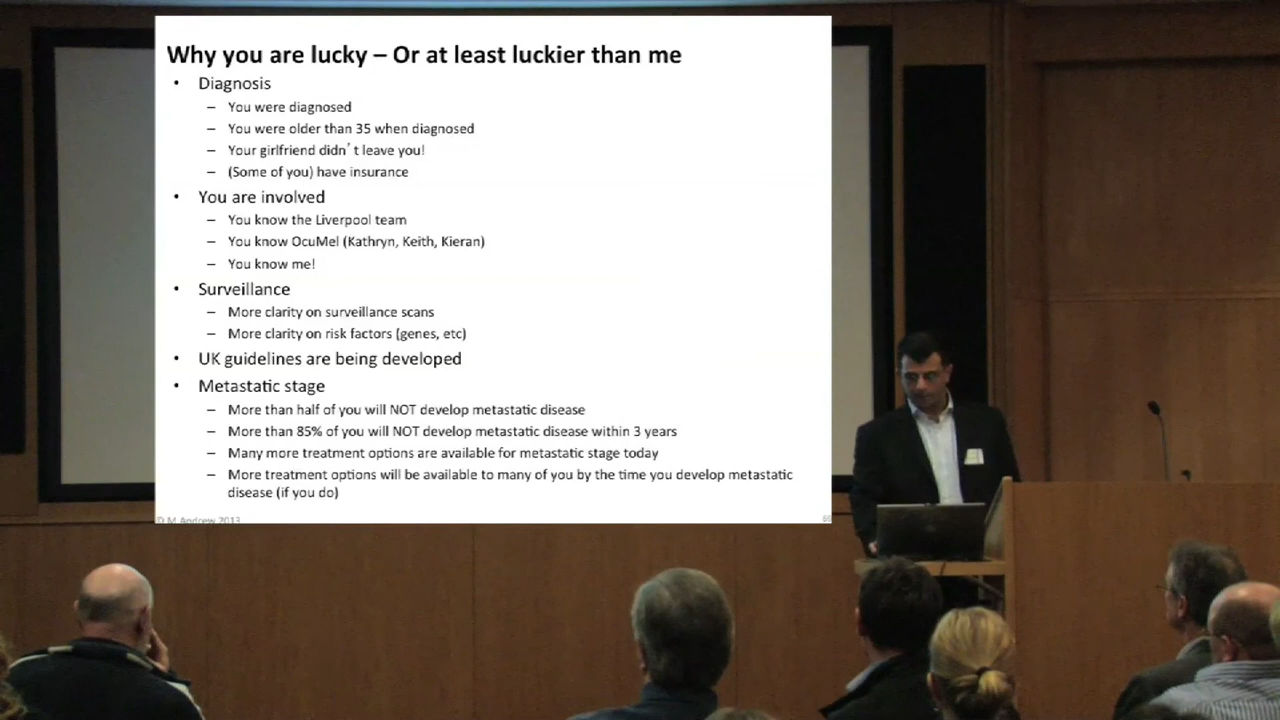 Why you are lucky – Or at least luckier than me
• Diagnosis
– You were diagnosed
– You were older than 35 when diagnosed
– Your girlfriend didn't leave you!
– (Some of you) have insurance
• You are involved
– You know the Liverpool team
– You know OcuMel (Kathryn, Keith, Kieran)
– You know me!
• Surveillance
– More clarity on surveillance scans
– More clarity on risk factors (genes, etc)
• UK guidelines are being developed
• Metastatic stage
– More than half of you will NOT develop metastatic disease
– More than 85% of you will NOT develop metastatic disease within 3 years
– Many more treatment options are available for metastatic stage today
– More treatment options will be available to many of you by the time you develop metastatic
disease (if you do)
© M Andrew 2013